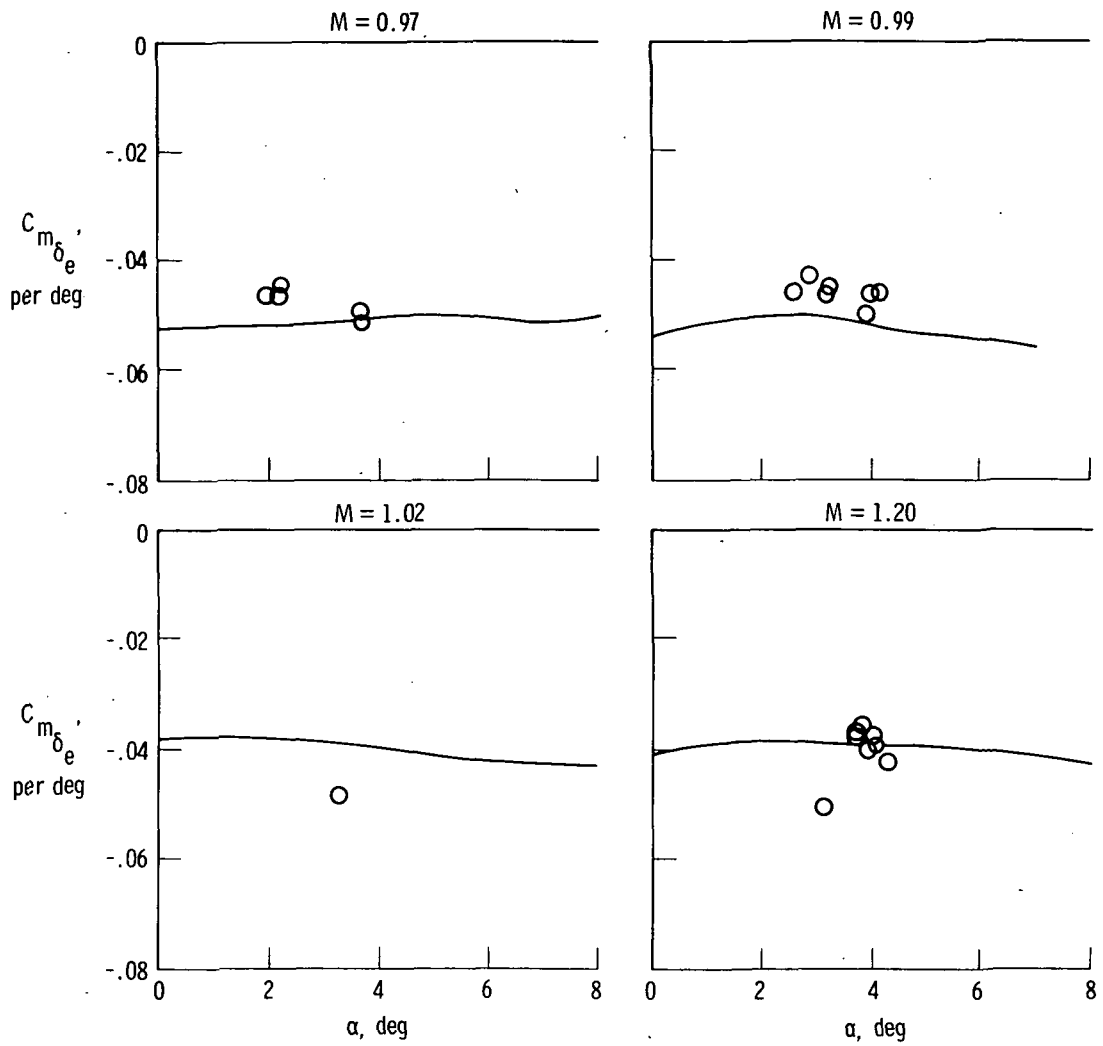 M = 0.97
M = 0.99
0
-.02
-.04
-.06
-.08
C
m
δ
e
,
per deg
M = 1.02
M = 1.20
0
-.02
-.04
-.06
-.08
C
m
δ
e
,
per deg
0 2 4 6 8
0 2 4 6 8
α, deg
α, deg